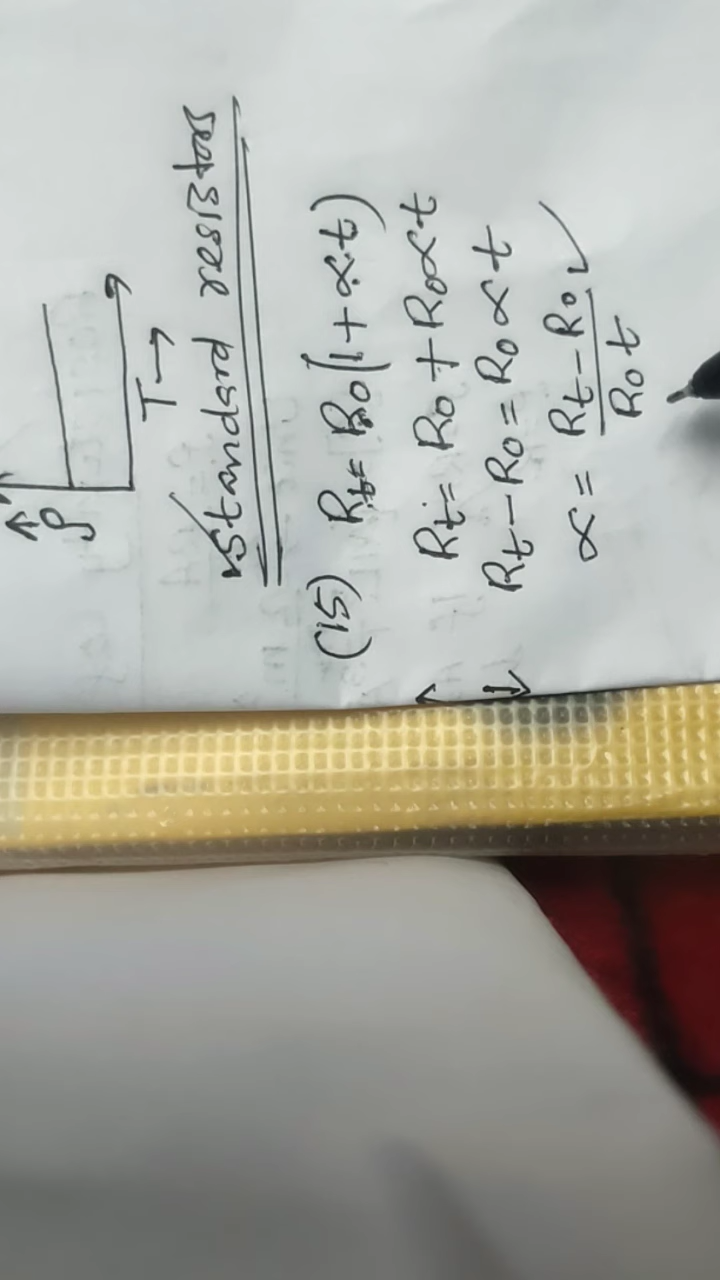 ρ
T→
Standard resistors
(15) Rt = R0(1+αt)
Rt = R0 + R0αt
Rt - R0 = R0αt
α = (Rt - R0)/(R0t) ✓